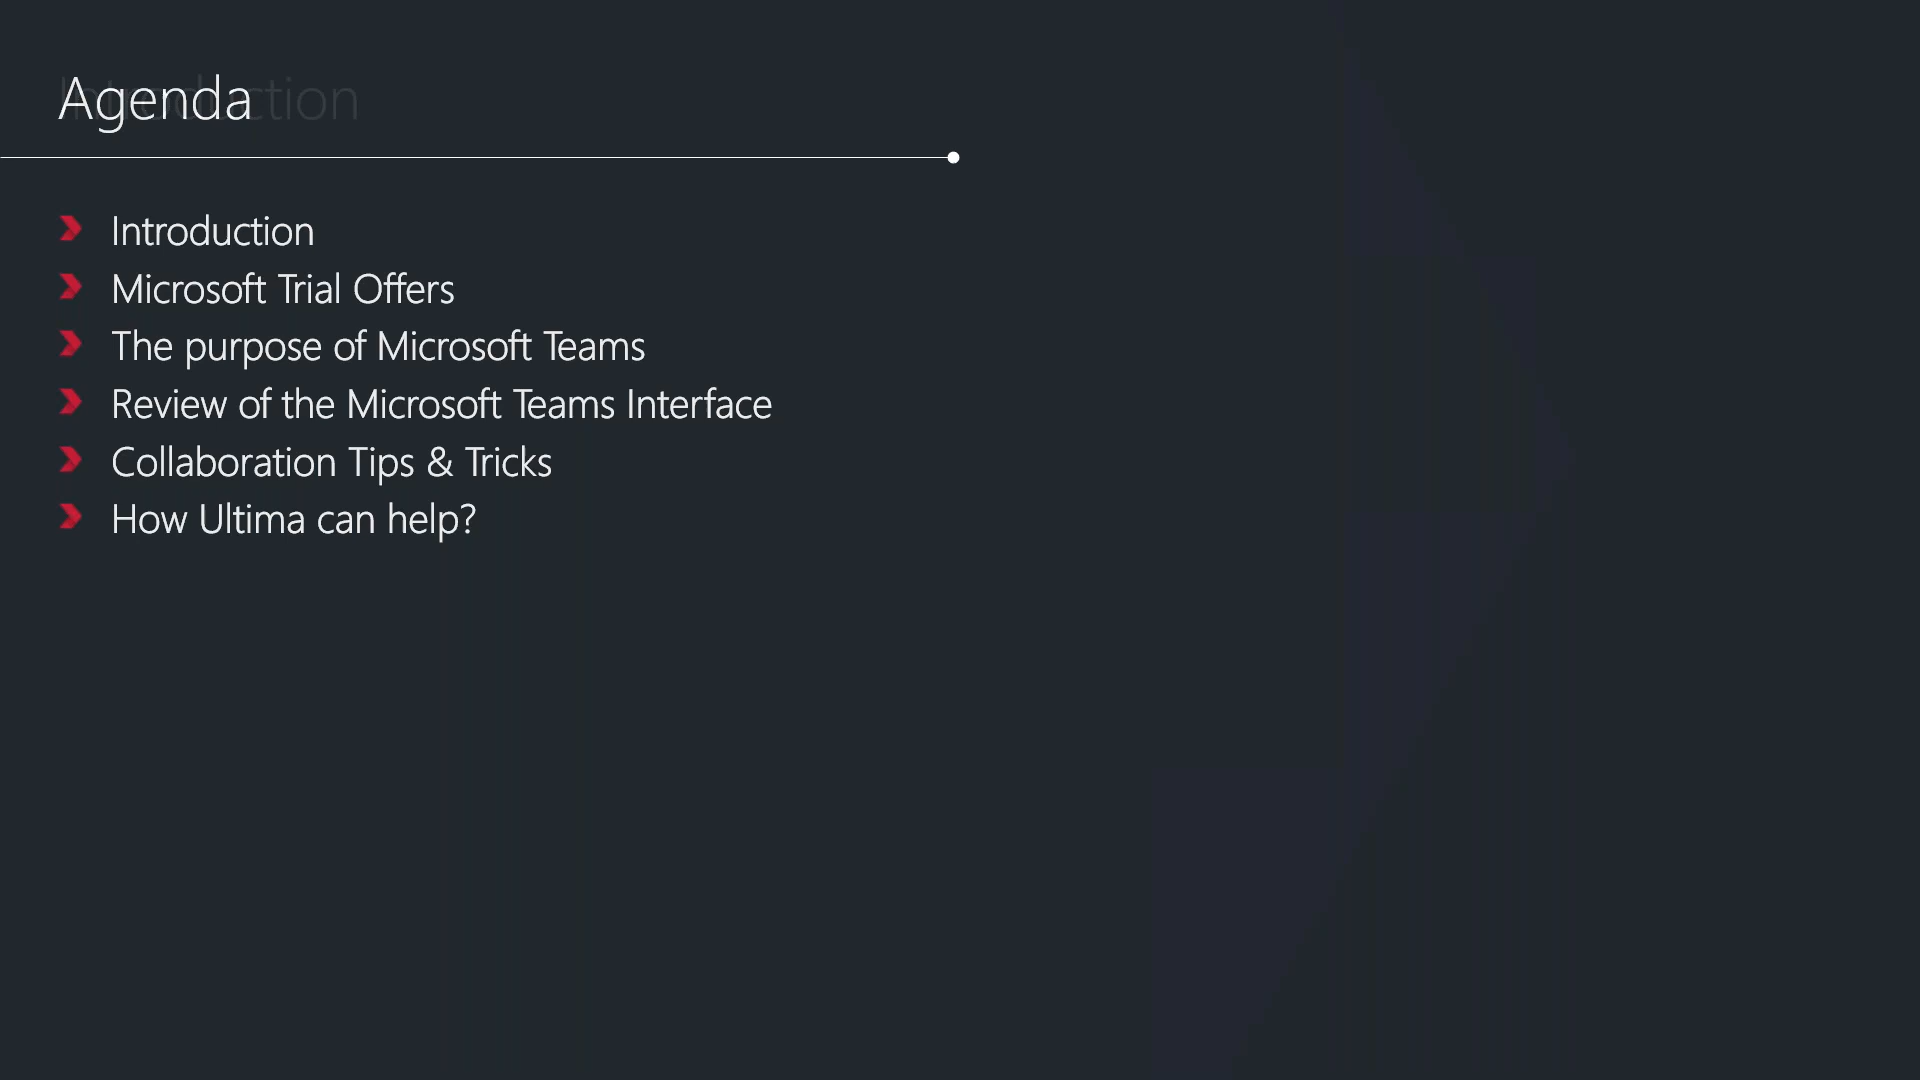 Agenda
Introduction
Introduction
Microsoft Trial Offers
The purpose of Microsoft Teams
Review of the Microsoft Teams Interface
Collaboration Tips & Tricks
How Ultima can help?